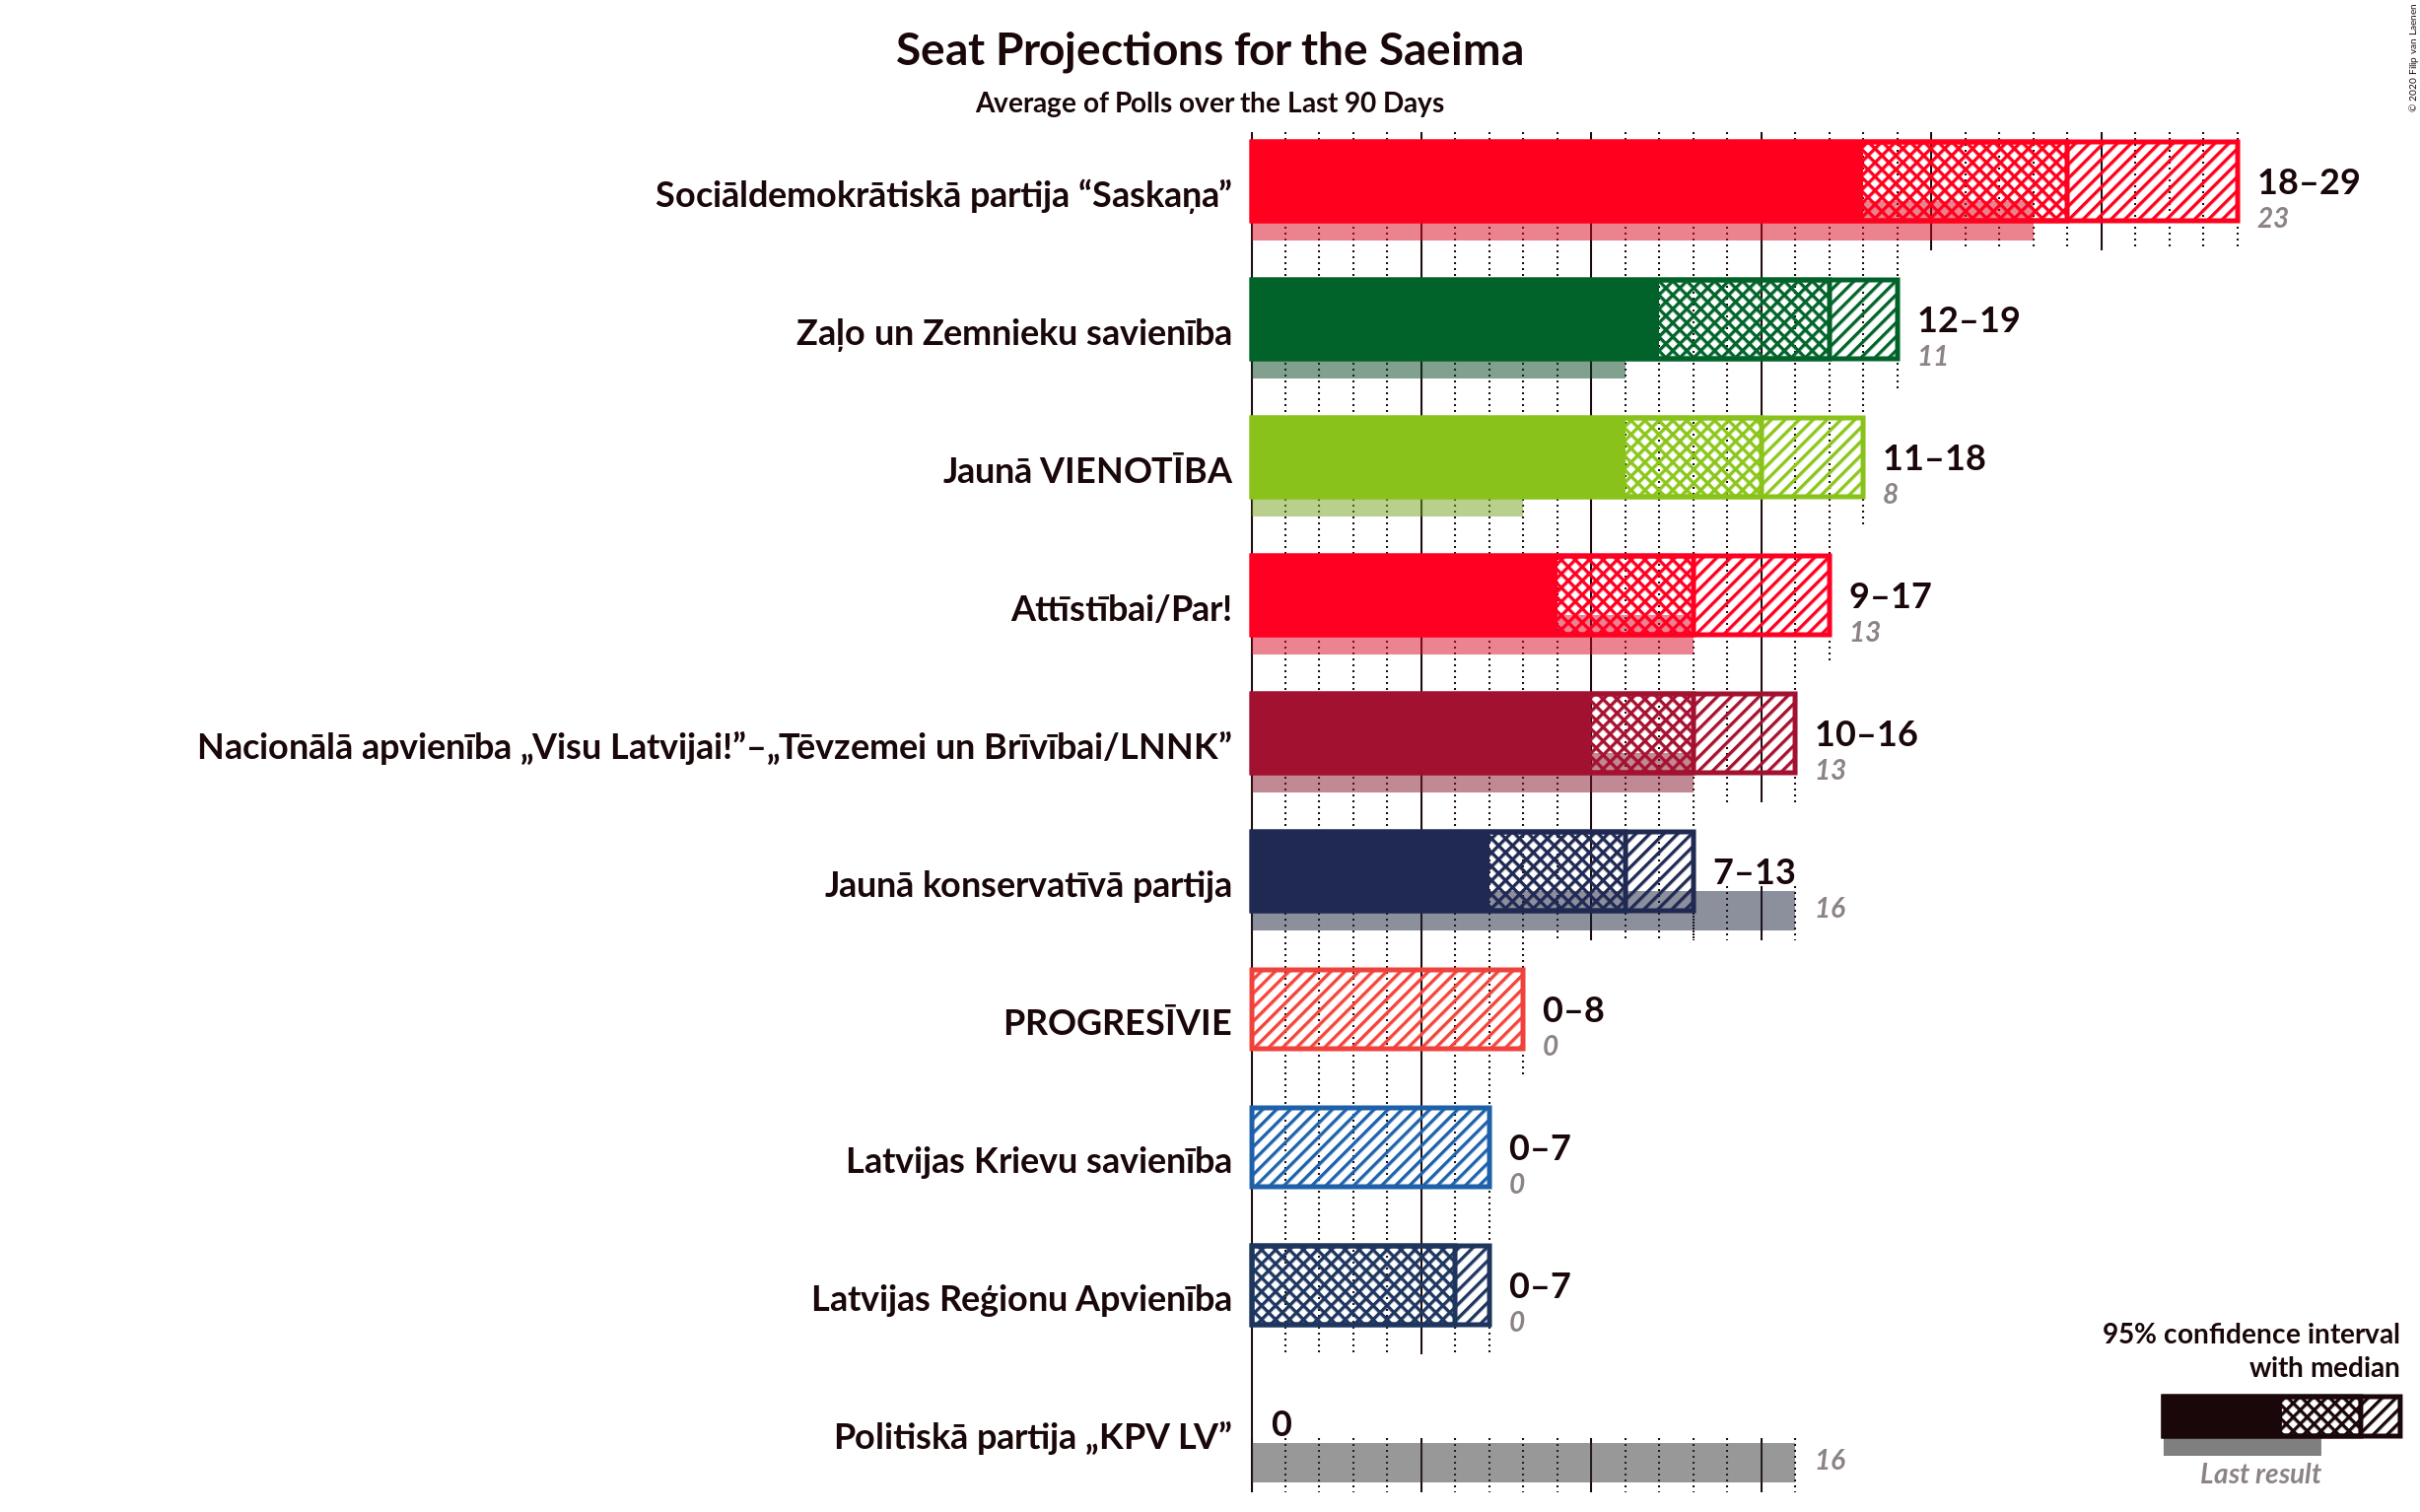 Seat Projections for the Saeima
Average of Polls over the Last 90 Days
© 2020 Filip van Laenen
Sociāldemokrātiskā partija “Saskaņa”
18–29
23
Zaļo un Zemnieku savienība
12–19
11
Jaunā VIENOTĪBA
11–18
8
Attīstībai/Par!
9–17
13
Nacionālā apvienība „Visu Latvijai!”–„Tēvzemei un Brīvībai/LNNK”
10–16
13
Jaunā konservatīvā partija
7–13
16
PROGRESĪVIE
0–8
0
Latvijas Krievu savienība
0–7
0
Latvijas Reģionu Apvienība
0–7
0
Politiskā partija „KPV LV”
0
16
95% confidence interval
with median
Last result